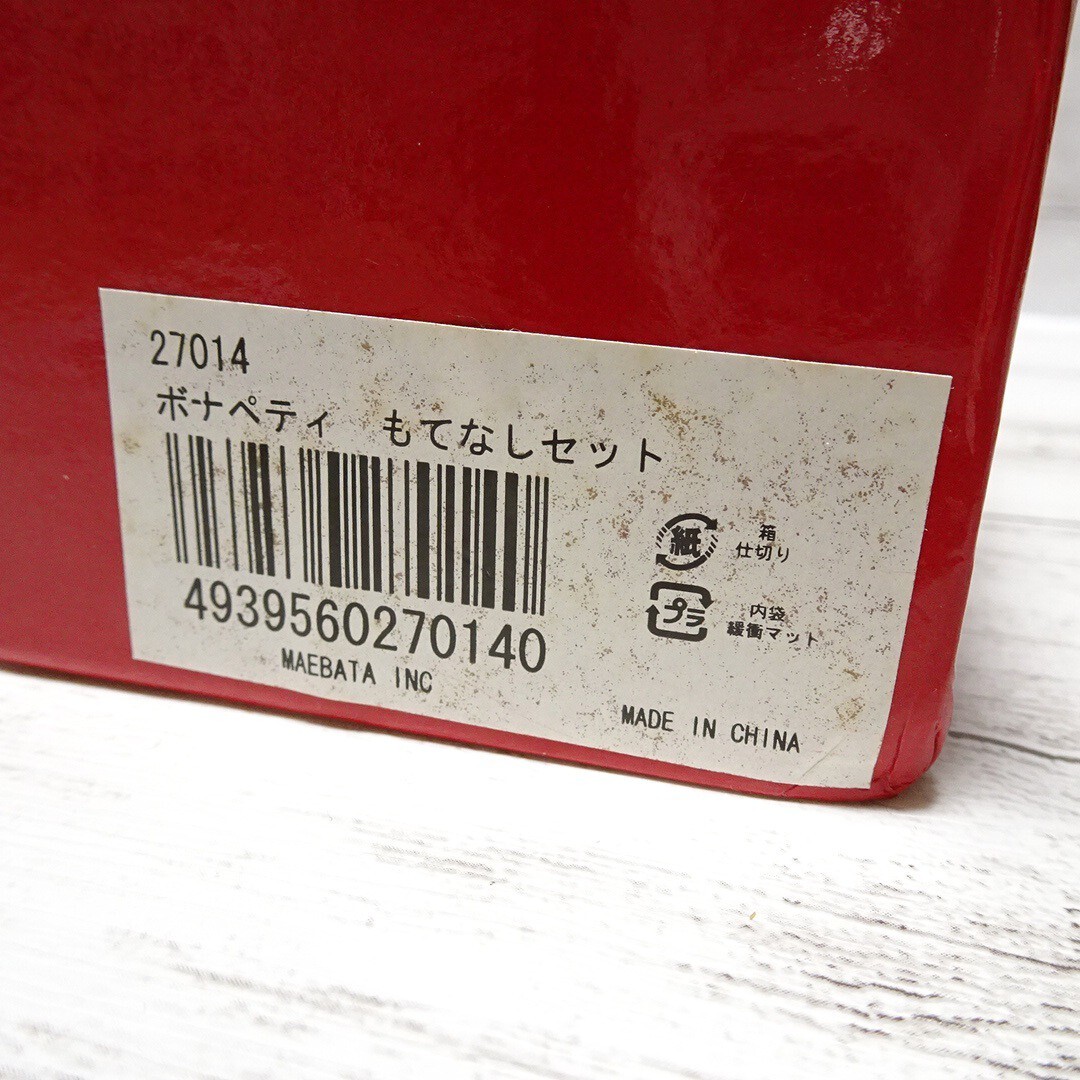 27014
ボナペティ　もてなしセット
4939560270140
MAEBATA INC
紙
箱
仕切り
プラ
内袋
緩衝マット
MADE IN CHINA